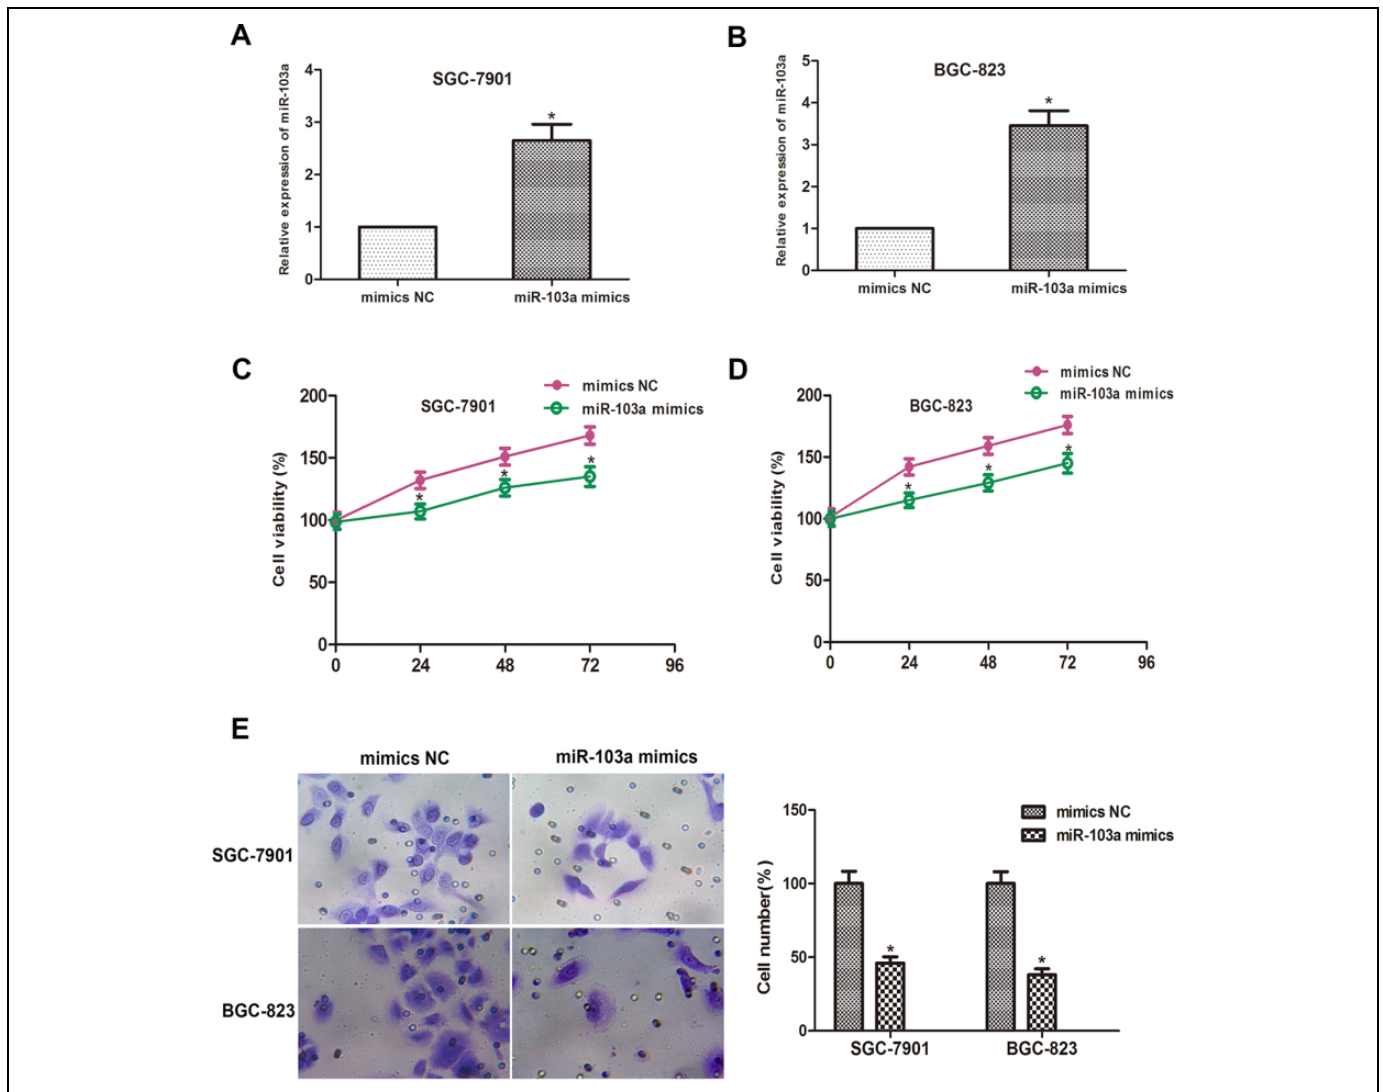 A
SGC-7901
Relative expression of miR-103a
4
3
2
1
0
*
mimics NC
miR-103a mimics
B
BGC-823
Relative expression of miR-103a
5
4
3
2
1
0
*
mimics NC
miR-103a mimics
C
mimics NC
miR-103a mimics
SGC-7901
Cell viability (%)
200
150
100
50
0
*
*
*
0 24 48 72 96
D
mimics NC
miR-103a mimics
BGC-823
Cell viability (%)
200
150
100
50
0
*
*
*
0 24 48 72 96
E
mimics NC
miR-103a mimics
SGC-7901
BGC-823
mimics NC
miR-103a mimics
Cell number(%)
150
100
50
0
*
*
SGC-7901
BGC-823